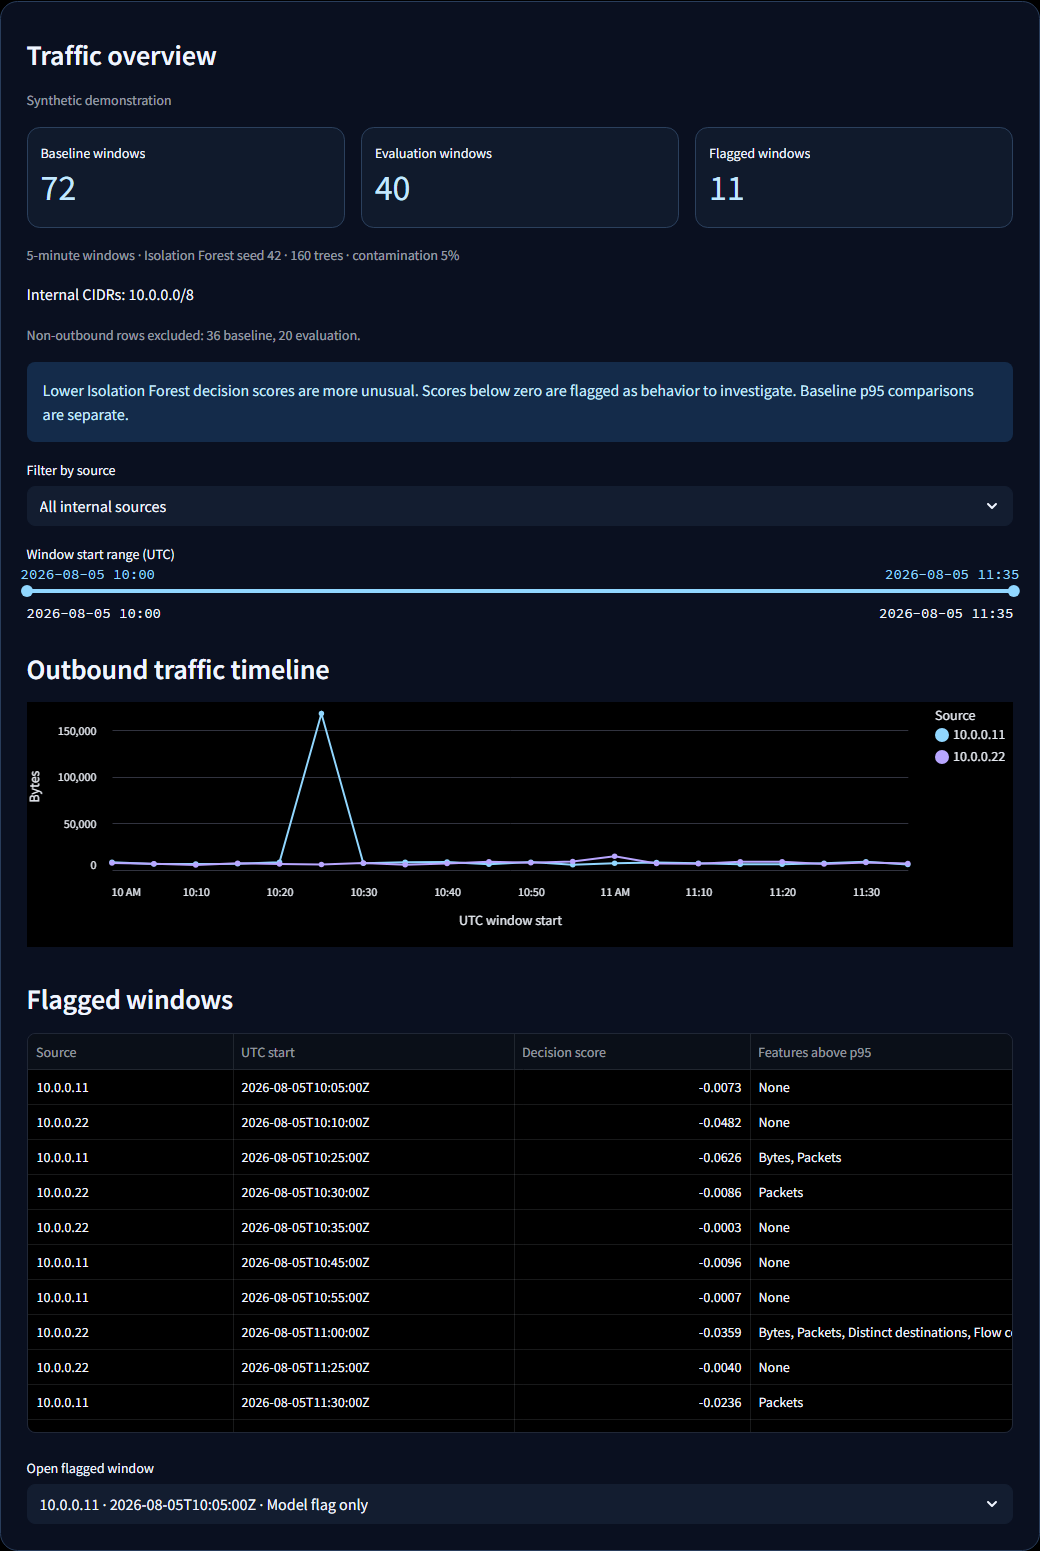 Traffic overview
Synthetic demonstration
Baseline windows
72
Evaluation windows
40
Flagged windows
11
5-minute windows · Isolation Forest seed 42 · 160 trees · contamination 5%
Internal CIDRs: 10.0.0.0/8
Non-outbound rows excluded: 36 baseline, 20 evaluation.
Lower Isolation Forest decision scores are more unusual. Scores below zero are flagged as behavior to investigate. Baseline p95 comparisons
are separate.
Filter by source
All internal sources
Window start range (UTC)
2026-08-05 10:00 2026-08-05 11:35
2026-08-05 10:00 2026-08-05 11:35
Outbound traffic timeline
Source
10.0.0.11
10.0.0.22
Bytes
150,000
100,000
50,000
0
10 AM 10:10 10:20 10:30 10:40 10:50 11 AM 11:10 11:20 11:30
UTC window start
Flagged windows
Source UTC start Decision score Features above p95
10.0.0.11 2026-08-05T10:05:00Z -0.0073 None
10.0.0.22 2026-08-05T10:10:00Z -0.0482 None
10.0.0.11 2026-08-05T10:25:00Z -0.0626 Bytes, Packets
10.0.0.22 2026-08-05T10:30:00Z -0.0086 Packets
10.0.0.22 2026-08-05T10:35:00Z -0.0003 None
10.0.0.11 2026-08-05T10:45:00Z -0.0096 None
10.0.0.11 2026-08-05T10:55:00Z -0.0007 None
10.0.0.22 2026-08-05T11:00:00Z -0.0359 Bytes, Packets, Distinct destinations, Flow
10.0.0.22 2026-08-05T11:25:00Z -0.0040 None
10.0.0.11 2026-08-05T11:30:00Z -0.0236 Packets
Open flagged window
10.0.0.11 · 2026-08-05T10:05:00Z · Model flag only